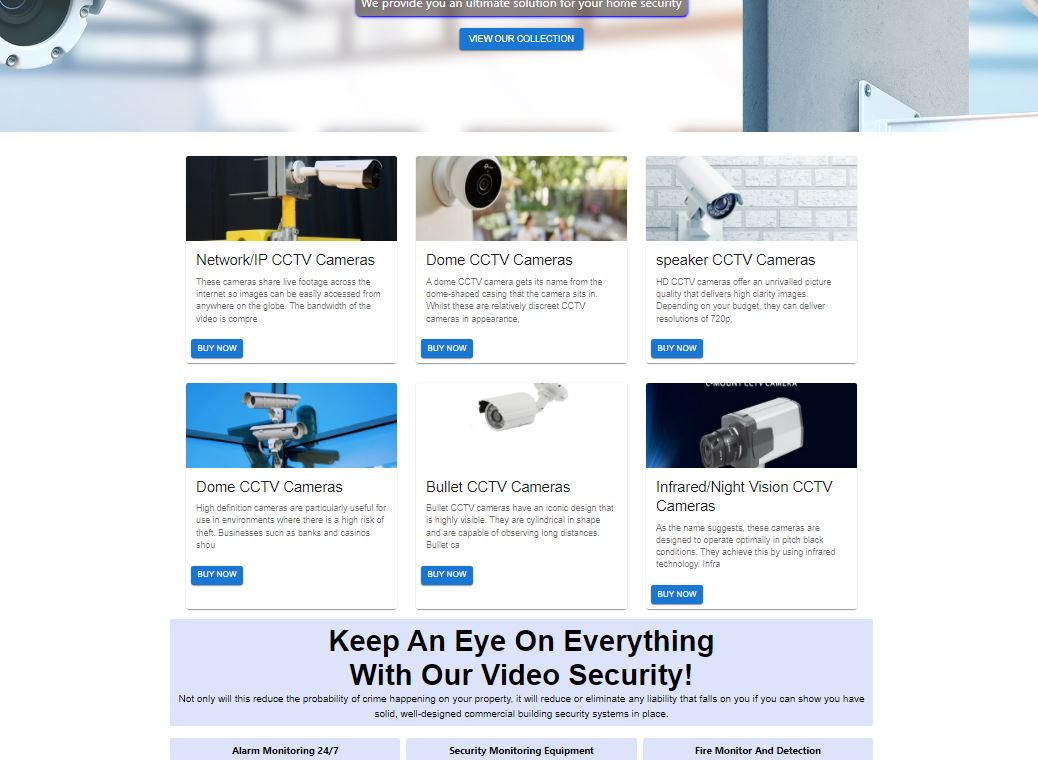 We provide you an ultimate solution for your home security
VIEW OUR COLLECTION
Network/IP CCTV Cameras
These cameras share live footage across the
internet so images can be easily accessed from
anywhere on the globe. The bandwidth of the
video is compre
BUY NOW
Dome CCTV Cameras
A dome CCTV camera gets its name from the
dome-shaped casing that the camera sits in.
Whilst these are relatively discreet CCTV
cameras in appearance,
BUY NOW
speaker CCTV Cameras
HD CCTV cameras offer an unrivalled picture
quality that delivers high clarity images.
Depending on your budget, they can deliver
resolutions of 720p,
BUY NOW
Dome CCTV Cameras
High definition cameras are particularly useful for
use in environments where there is a high risk of
theft. Businesses such as banks and casinos
shou
BUY NOW
Bullet CCTV Cameras
Bullet CCTV cameras have an iconic design that
is highly visible. They are cylindrical in shape
and are capable of observing long distances.
Bullet ca
BUY NOW
C-MOUNT CCTV CAMERA
Infrared/Night Vision CCTV
Cameras
As the name suggests, these cameras are
designed to operate optimally in pitch black
conditions. They achieve this by using infrared
technology. Infra
BUY NOW
Keep An Eye On Everything
With Our Video Security!
Not only will this reduce the probability of crime happening on your property, it will reduce or eliminate any liability that falls on you if you can show you have
solid, well-designed commercial building security systems in place.
Alarm Monitoring 24/7
Security Monitoring Equipment
Fire Monitor And Detection